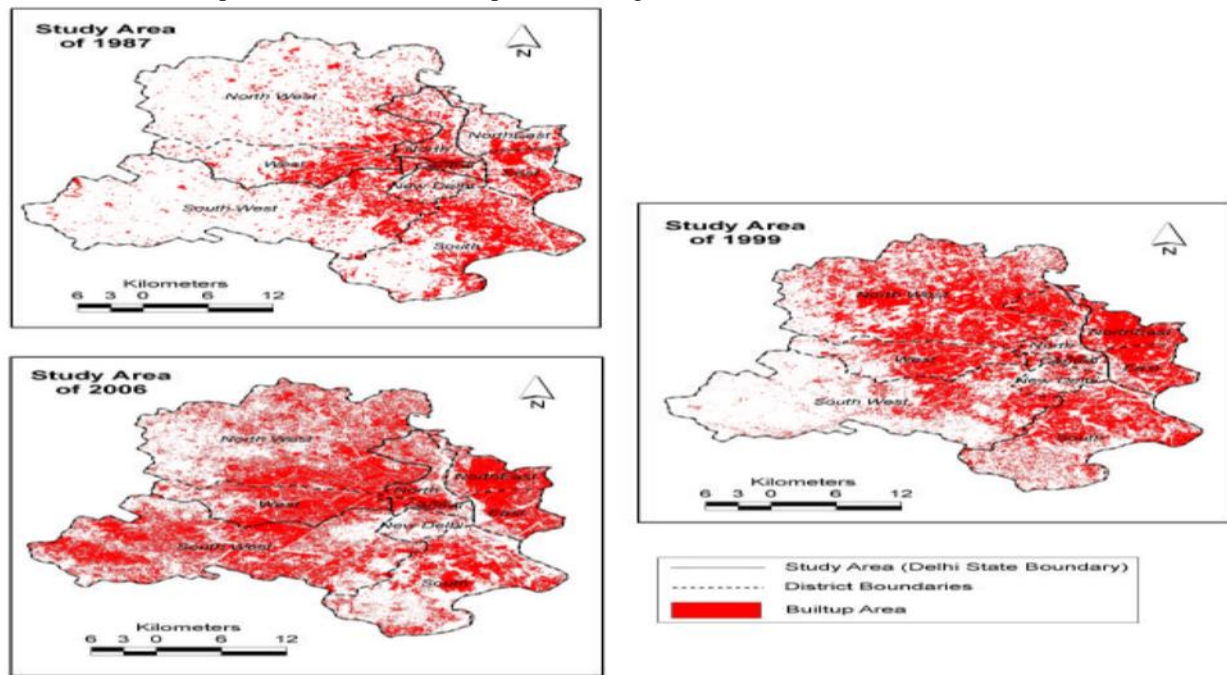 Study Area
of 1987
N
North West
NorthEast
North
West
East
New Delhi
South West
South
Kilometers
6 3 0 6 12
Study Area
of 1999
N
North West
NorthEast
North
West
Central
East
New Delhi
South West
South
Kilometers
6 3 0 6 12
Study Area
of 2006
N
North West
NorthEast
North
West
East
New Delhi
South West
South
Kilometers
6 3 0 6 12
Study Area (Delhi State Boundary)
District Boundaries
Builtup Area